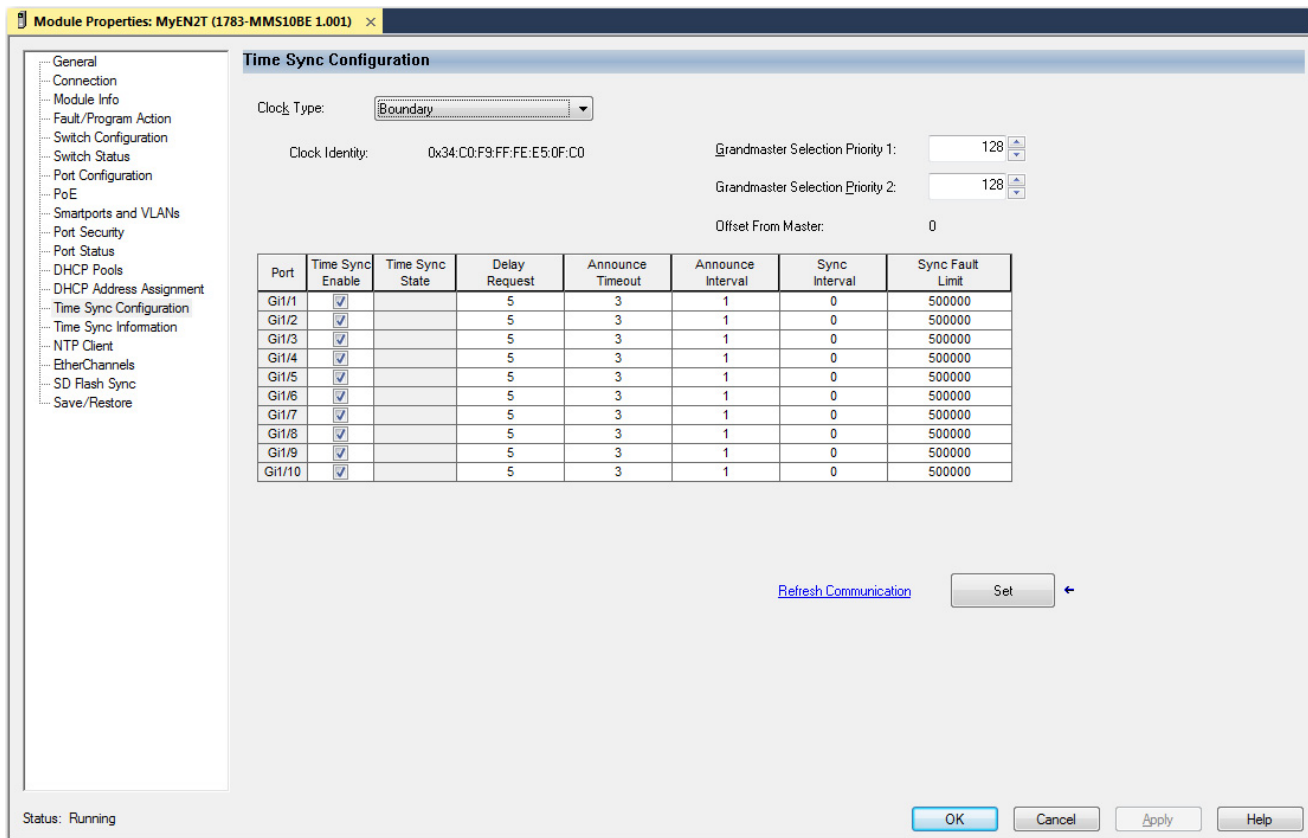 Module Properties: MyEN2T (1783-MMS10BE 1.001) ×
General
Connection
Module Info
Fault/Program Action
Switch Configuration
Switch Status
Port Configuration
PoE
Smartports and VLANs
Port Security
Port Status
DHCP Pools
DHCP Address Assignment
Time Sync Configuration
Time Sync Information
NTP Client
EtherChannels
SD Flash Sync
Save/Restore
Time Sync Configuration
Clock Type: Boundary
Clock Identity: 0x34:C0:F9:FF:FE:E5:0F:C0
Grandmaster Selection Priority 1: 128
Grandmaster Selection Priority 2: 128
Offset From Master: 0
Port Time Sync Enable Time Sync State Delay Request Announce Timeout Announce Interval Sync Interval Sync Fault Limit
Gi1/1 5 3 1 0 500000
Gi1/2 5 3 1 0 500000
Gi1/3 5 3 1 0 500000
Gi1/4 5 3 1 0 500000
Gi1/5 5 3 1 0 500000
Gi1/6 5 3 1 0 500000
Gi1/7 5 3 1 0 500000
Gi1/8 5 3 1 0 500000
Gi1/9 5 3 1 0 500000
Gi1/10 5 3 1 0 500000
Refresh Communication Set
Status: Running
OK Cancel Apply Help